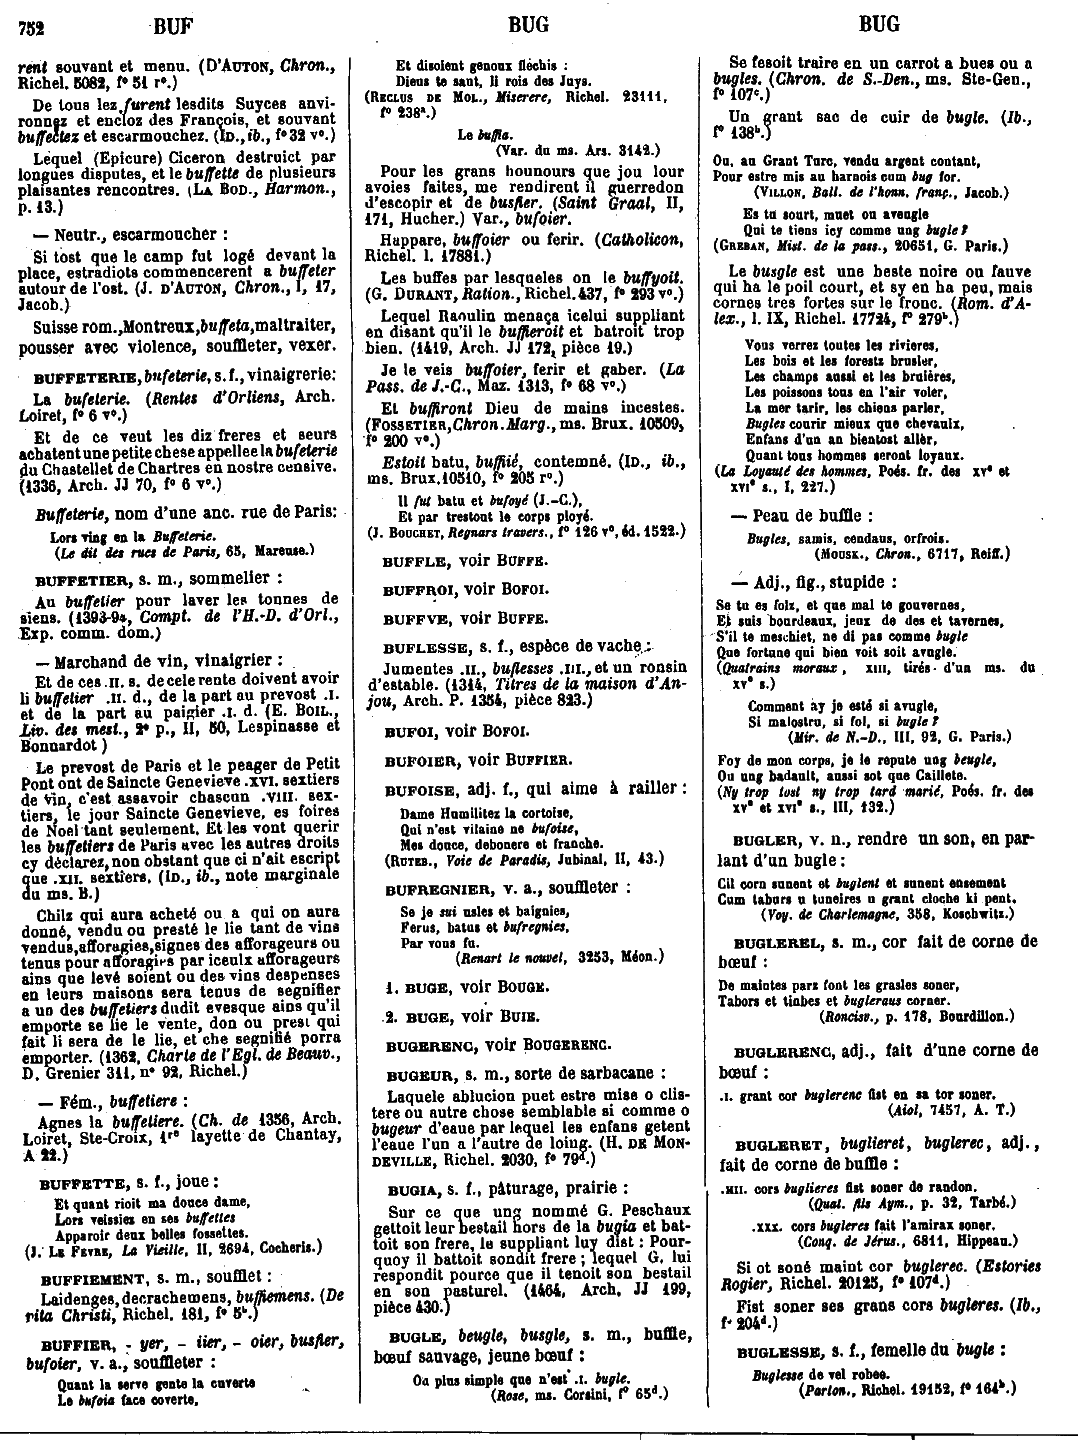 752 BUF BUG BUG
rent souvant et menu. (D'AUTON, Chron.,
Richel. 5082, f° 51 r°.)
De tous lez furent lesdits Suyces anvi-
ronnez et encloz des François, et souvant
buffectez et escarmouchez. (ID., ib., f° 32 v°.)
Lequel (Epicure) Ciceron destruict par
longues disputes, et le buffette de plusieurs
plaisantes rencontres. (LA BOD., Harmon.,
p. 13.)
— Neutr., escarmoucher :
Si tost que le camp fut logé devant la
place, estradiots commencerent a buffeter
autour de l'ost. (J. D'AUTON, Chron., I, 17,
Jacob.)
Suisse rom., Montreux, buffeta, maltraiter,
pousser avec violence, souffleter, vexer.
BUFFETERIE, bufeterie, s. f., vinaigrerie:
La bufeterie. (Rentes d'Orliens, Arch.
Loiret, f° 6 v°.)
Et de ce veut les diz freres et seurs
achatent une petite chese appellee la bufeterie
du Chastellet de Chartres en nostre censive.
(1336, Arch. JJ 70, f° 6 v°.)
Buffeterie, nom d'une anc. rue de Paris:
Lors ving en la Buffeterie.
(Le dit des rues de Paris, 65, Mareuse.)
BUFFETIER, s. m., sommelier :
Au buffetier pour laver les tonnes de
siens. (1393-94, Compt. de l'H.-D. d'Orl.,
Exp. comm. dom.)
— Marchand de vin, vinaigrier :
Et de ces .II. s. de cele rente doivent avoir
li buffetier .II. d., de la part au prevost .I.
et de la part au paigier .I. d. (E. BOIL.,
Liv. des mest., 2° p., II, 50, Lespinasse et
Bonnardot)
Le prevost de Paris et le peager de Petit
Pont ont de Saincte Genevieve .XVI. sextiers
de vin, c'est assavoir chascun .VIII. sex-
tiers, le jour Saincte Genevieve, es foires
de Noel tant seulement. Et les vont querir
les buffetiers de Paris avec les autres droits
cy déclarez, non obstant que ci n'ait escript
que .XII. sextiers. (ID., ib., note marginale
du ms. B.)
Chilz qui aura acheté ou a qui on aura
donné, vendu ou presté le lie tant de vins
vendus, afforagies, signes des afforageurs ou
tenus pour afforagiés par iceulx afforageurs
ains que levé soient ou des vins despenses
en leurs maisons sera tenus de segnifier
a un des buffetiers dudit evesque ains qu'il
emporte se lie le vente, don ou prest qui
fait li sera de le lie, et che segnifié porra
emporter. (1362, Charte de l'Egl. de Beauv.,
D. Grenier 311, n° 92, Richel.)
— Fém., buffetiere :
Agnes la buffetiere. (Ch. de 1356, Arch.
Loiret, Ste-Croix, 1re layette de Chantay,
A 22.)
BUFFETTE, s. f., joue :
Et quant rioit ma douce dame,
Lors veissiez en ses buffettes
Apparoir deux belles fossettes.
(J. LE FEVRE, La Vieille, II, 2694, Cocheris.)
BUFFIEMENT, s. m., soufflet :
Laidenges, decrachemens, buffiemens. (De
rita Christi, Richel. 181, f° 5b.)
BUFFIER, - yer, - iier, - oier, busfier,
bufoier, v. a., souffleter :
Quant la serve gente la cuverte
Le bufoia face coverte,
Et disoient genoux fléchis :
Dieus te saut, li rois des Juys.
(RECLUS DE MOL., Miserere, Richel. 23111,
f° 238a.)
Le buffia.
(Var. du ms. Ars. 3142.)
Pour les grans hounours que jou lour
avoies faites, me rendirent il guerredon
d'escopir et de busfier. (Saint Graal, II,
171, Hucher.) Var., bufoier.
Huppare, buffoier ou ferir. (Catholicon,
Richel. l. 17881.)
Les buffes par lesqueles on le buffyoit.
(G. DURANT, Ration., Richel. 437, f° 293 v°.)
Lequel Raoulin menaça icelui suppliant
en disant qu'il le buffieroit et batroit trop
bien. (1419, Arch. JJ 172, pièce 19.)
Je le veis buffoier, ferir et gaber. (La
Pass. de J.-C., Maz. 1313, f° 68 v°.)
Et buffiront Dieu de mains incestes.
(FOSSETIER, Chron. Marg., ms. Brux. 10509,
f° 200 v°.)
Estoit batu, buffié, contemné. (ID., ib.,
ms. Brux. 10510, f° 205 r°.)
Il fut batu et bufoyé (J.-C.),
Et par trestout le corps ployé.
(J. BOUCHET, Regnars travers., f° 126 v°, éd. 1522.)
BUFFLE, voir BUFFE.
BUFFROI, voir BOFOI.
BUFFVE, voir BUFFE.
BUFLESSE, s. f., espèce de vache :
Jumentes .II., buflesses .III., et un ronsin
d'estable. (1314, Titres de la maison d'An-
jou, Arch. P. 1354, pièce 823.)
BUFOI, voir BOFOI.
BUFOIER, voir BUFFIER.
BUFOISE, adj. f., qui aime à railler :
Dame Humilitez la cortoise,
Qui n'est vilaine ne bufoise,
Mes douce, debonere et franche.
(RUTEB., Voie de Paradis, Jubinal, II, 43.)
BUFREGNIER, v. a., souffleter :
Se je sui usles et baignies,
Ferus, batus et bufregnies,
Par vous fu.
(Renart le nouvel, 3253, Méon.)
1. BUGE, voir BOUGE.
2. BUGE, voir BUIE.
BUGERENC, voir BOUGERENC.
BUGEUR, s. m., sorte de sarbacane :
Laquele ablucion puet estre mise o clis-
tere ou autre chose semblable si comme o
bugeur d'eaue par lequel les enfans getent
l'eaue l'un a l'autre de loing. (H. DE MON-
DEVILLE, Richel. 2030, f° 79d.)
BUGIA, s. f., pâturage, prairie :
Sur ce que ung nommé G. Peschaux
gettoit leur bestail hors de la bugia et bat-
toit son frere, le suppliant luy dist : Pour-
quoy il battoit sondit frere ; lequel G. lui
respondit pource que il tenoit son bestail
en son pasturel. (1464, Arch. JJ 199,
pièce 430.)
BUGLE, beugle, busgle, s. m., buffle,
bœuf sauvage, jeune bœuf :
Ou plus simple que n'est .I. bugle.
(Rose, ms. Corsini, f° 65d.)
Se fesoit traire en un carrot a bues ou a
bugles. (Chron. de S.-Den., ms. Ste-Gen.,
f° 107c.)
Un grant sac de cuir de bugle. (Ib.,
f° 138b.)
Ou, au Grant Turc, vendu argent contant,
Pour estre mis au harnois cum bug for.
(VILLON, Ball. de l'honn. franç., Jacob.)
Es tu sourt, muet ou aveugle
Qui te tiens icy comme ung bugle ?
(GREBAN, Mist. de la pass., 20651, G. Paris.)
Le busgle est une beste noire ou fauve
qui ha le poil court, et sy en ha peu, mais
cornes tres fortes sur le fronc. (Rom. d'A-
lex., l. IX, Richel. 17724, f° 279b.)
Vous verrez toutes les rivieres,
Les bois et les forestz brusler,
Les champs aussi et les bruiéres,
Les poissons tous en l'air voler,
La mer tarir, les chiens parler,
Bugles courir mieux que chevaulx,
Enfans d'un an bientost aller,
Quant tous hommes seront loyaux.
(La Loyauté des hommes, Poés. fr. des XVe et
XVIe s., I, 227.)
— Peau de buffle :
Bugles, samis, cendaus, orfrois.
(MOUSK., Chron., 6717, Reiff.)
— Adj., fig., stupide :
Se tu es folz, et que mal te gouvernes,
Et suis bourdeaux, jeux de des et tavernes,
S'il te meschiet, ne di pas comme bugle
Que fortune qui bien voit soit avugle.
(Quatrains moraux, XIII, tirés d'un ms. du
XVe s.)
Comment ay je esté si avugle,
Si malostru, si fol, si bugle ?
(Mir. de N.-D., III, 92, G. Paris.)
Foy de mon corps, je le repute ung beugle,
Ou ung badault, aussi sot que Caillete.
(Ny trop tost ny trop tard marié, Poés. fr. des
XVe et XVIe s., III, 132.)
BUGLER, v. n., rendre un son, en par-
lant d'un bugle :
Cil corn sunent et buglent et sunent ensement
Cum taburs u tuneires u grant cloche ki pent.
(Voy. de Charlemagne, 358, Koschwitz.)
BUGLEREL, s. m., cor fait de corne de
bœuf :
De maintes pars font les grasles soner,
Tabors et tinbes et bugleraus corner.
(Roncisv., p. 178, Bourdillon.)
BUGLERENC, adj., fait d'une corne de
bœuf :
.I. grant cor buglerenc fist en sa tor soner.
(Aiol, 7457, A. T.)
BUGLERET, buglieret, buglerec, adj.,
fait de corne de buffle :
.XII. cors buglieres fist soner de randon.
(Quat. fils Aym., p. 32, Tarbé.)
.XXX. cors bugleres fait l'amirax soner.
(Conq. de Jérus., 6811, Hippeau.)
Si ot soné maint cor buglerec. (Estories
Rogier, Richel. 20125, f° 107d.)
Fist soner ses grans cors bugleres. (Ib.,
f° 204d.)
BUGLESSE, s. f., femelle du bugle :
Buglesse de vel robee.
(Parton., Richel. 19152, f° 164b.)